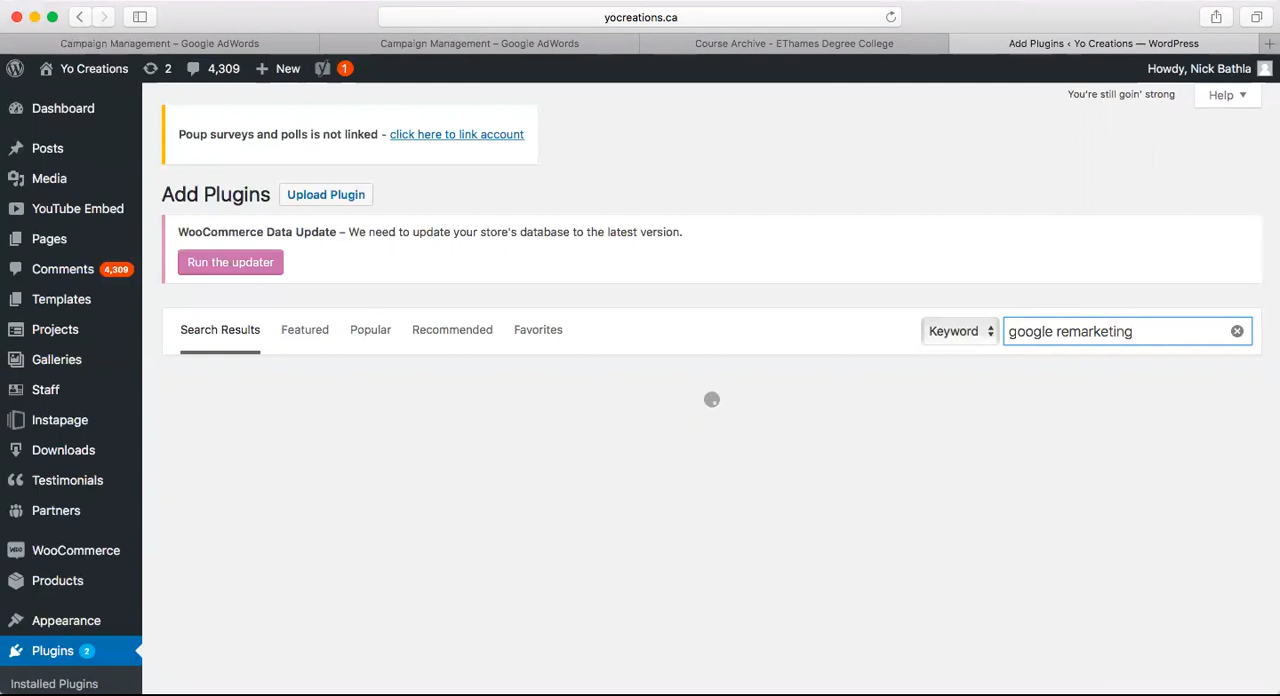 yocreations.ca
Campaign Management – Google AdWords
Campaign Management – Google AdWords
Course Archive - EThames Degree College
Add Plugins ‹ Yo Creations — WordPress
Yo Creations
2
4,309
New
1
Howdy, Nick Bathla
You're still goin' strong
Help
Dashboard
Posts
Media
YouTube Embed
Pages
Comments 4,309
Templates
Projects
Galleries
Staff
Instapage
Downloads
Testimonials
Partners
WooCommerce
Products
Appearance
Plugins 2
Installed Plugins
Poup surveys and polls is not linked - click here to link account
Add Plugins
Upload Plugin
WooCommerce Data Update – We need to update your store's database to the latest version.
Run the updater
Search Results
Featured
Popular
Recommended
Favorites
Keyword
google remarketing